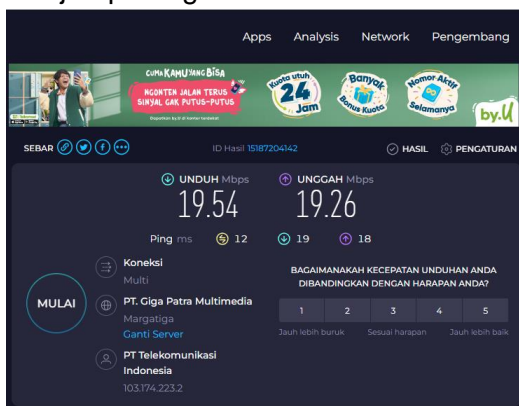 Apps Analysis Network Pengembang
CUMA KAMU YANG BISA
NGONTEN JALAN TERUS
SINYAL GAK PUTUS-PUTUS
Kuota utuh
24
Jam
Banyak
Bonus Kuota
Nomor Aktif
Selamanya
by.U
SEBAR ID Hasil 15187204142 HASIL PENGATURAN
UNDUH Mbps UNGGAH Mbps
19.54 19.26
Ping ms 12 19 18
Koneksi
Multi
PT. Giga Patra Multimedia
Margatiga
Ganti Server
PT Telekomunikasi
Indonesia
103.174.223.2
MULAI
BAGAIMANAKAH KECEPATAN UNDUHAN ANDA
DIBANDINGKAN DENGAN HARAPAN ANDA?
1 2 3 4 5
Jauh lebih buruk Sesuai harapan Jauh lebih baik